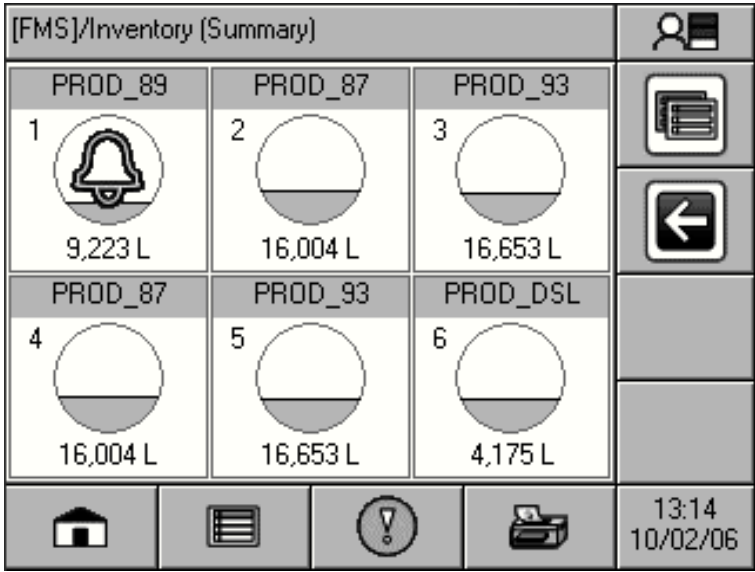 [FMS]/Inventory (Summary)
PROD_89
PROD_87
PROD_93
1
2
3
9,223 L
16,004 L
16,653 L
PROD_87
PROD_93
PROD_DSL
4
5
6
16,004 L
16,653 L
4,175 L
13:14
10/02/06